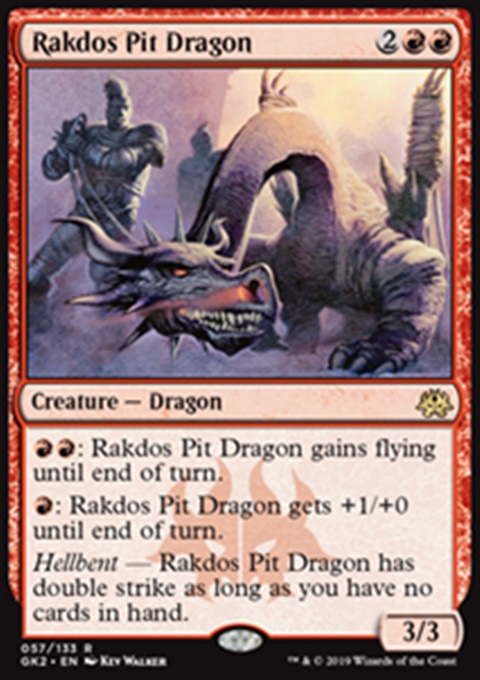 Rakdos Pit Dragon 2
Creature — Dragon
: Rakdos Pit Dragon gains flying
until end of turn.
: Rakdos Pit Dragon gets +1/+0
until end of turn.
Hellbent — Rakdos Pit Dragon has
double strike as long as you have no
cards in hand.
3/3
057/133 R
GK2 • EN Kev Walker
™ & © 2019 Wizards of the Coast